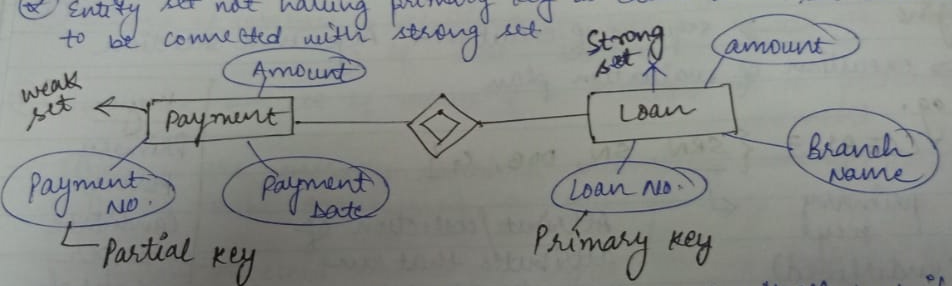 Entity set not having primary key
to be connected with strong set
Strong
set
amount
Amount
weak
set
Payment
Loan
Branch
Name
Payment
No.
Payment
Date
Loan No.
Partial key
Primary key